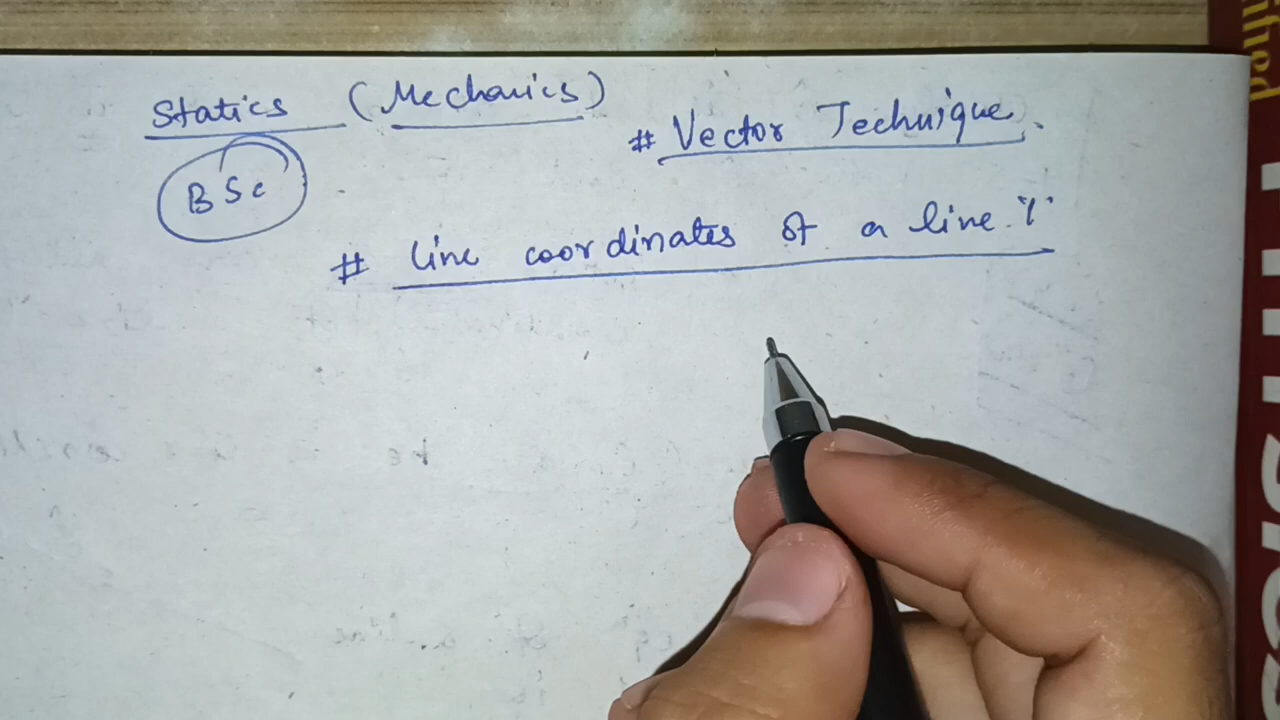 Statics (Mechanics)
# Vector Technique.
BSc
# line coordinates of a line :-